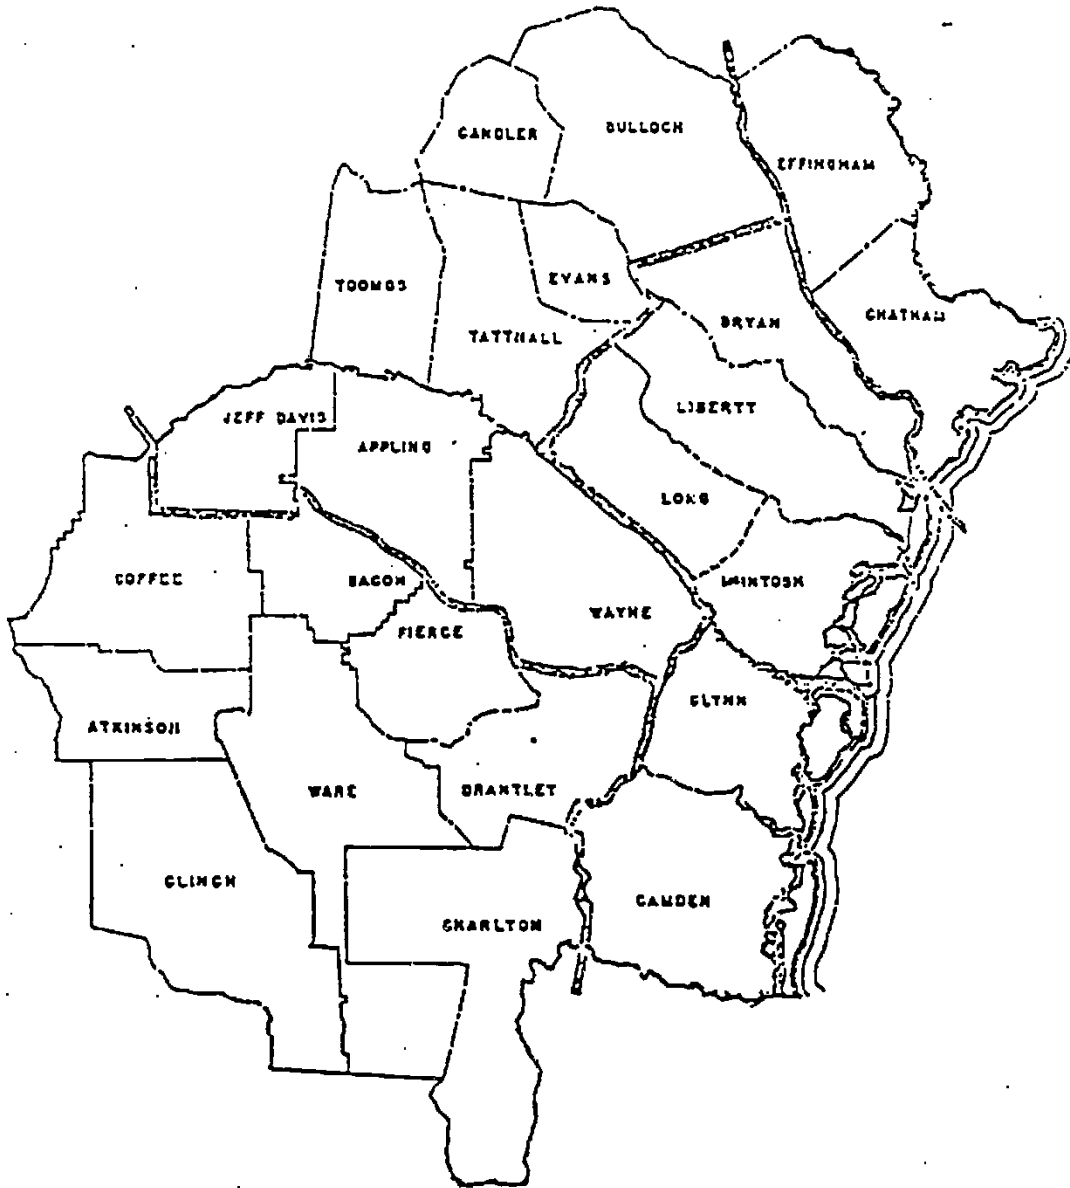 CANDLER
BULLOCH
EFFINGHAM
TOOMBS
EVANS
TATTNALL
BRYAN
CHATHAM
JEFF DAVIS
APPLING
LIBERTY
LONG
COFFEE
BACON
McINTOSH
PIERCE
WAYNE
ATKINSON
GLYNN
WARE
BRANTLEY
CLINCH
CHARLTON
CAMDEN